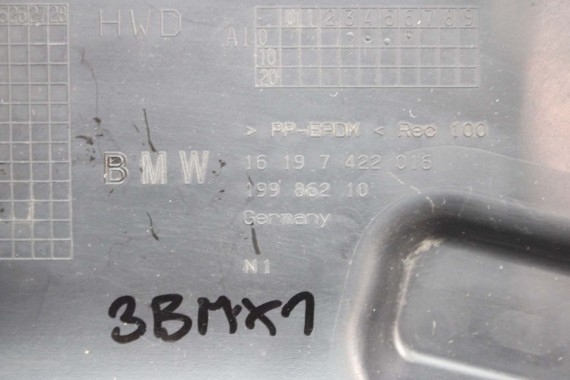 HWD
0 1 2 3 4 5 6 7 8 9
A1 0
10
20
> PP-EPDM < Rec 100
BMW 16 19 7 422 016
199 862 10
Germany
N1
3BMX1